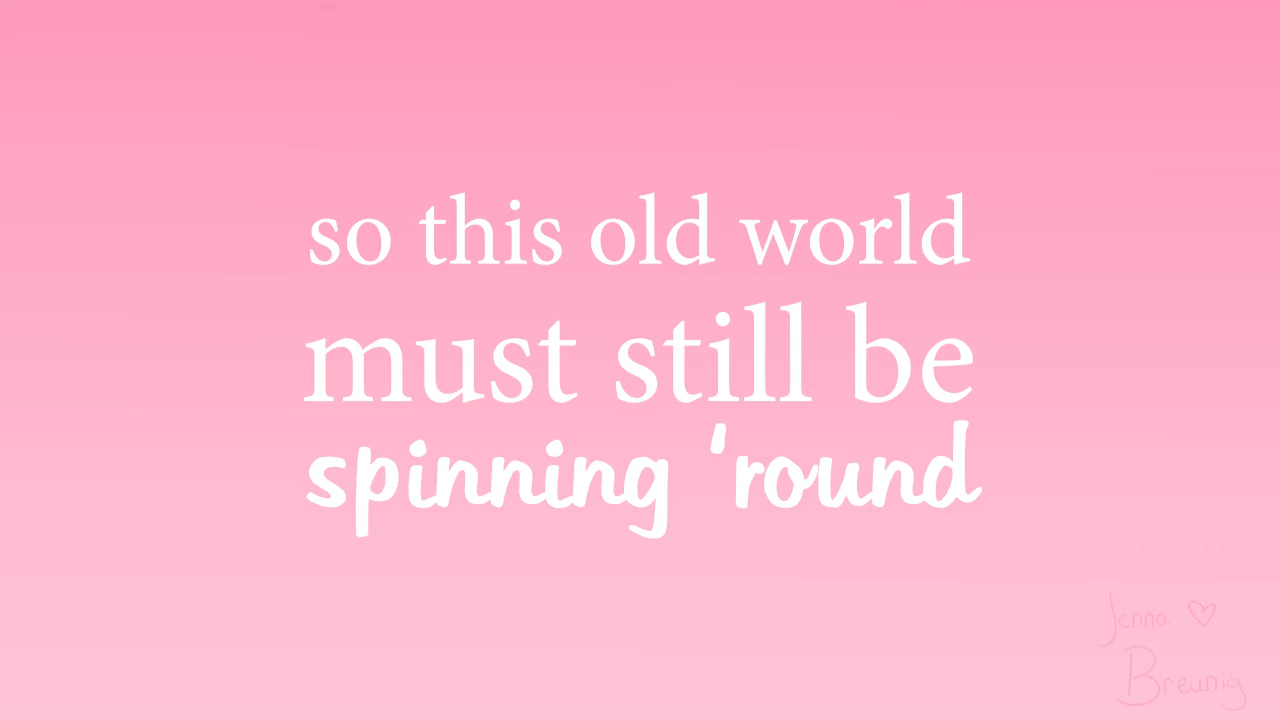 so this old world
must still be
spinning 'round
Jenna ♡
Breunig